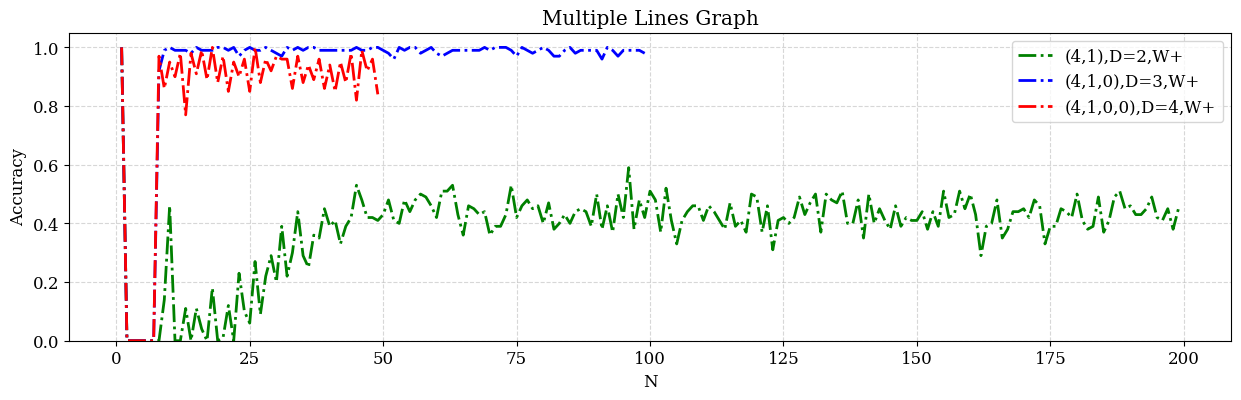 Multiple Lines Graph
Accuracy
1.0
0.8
0.6
0.4
0.2
0.0
(4,1),D=2,W+
(4,1,0),D=3,W+
(4,1,0,0),D=4,W+
0 25 50 75 100 125 150 175 200
N